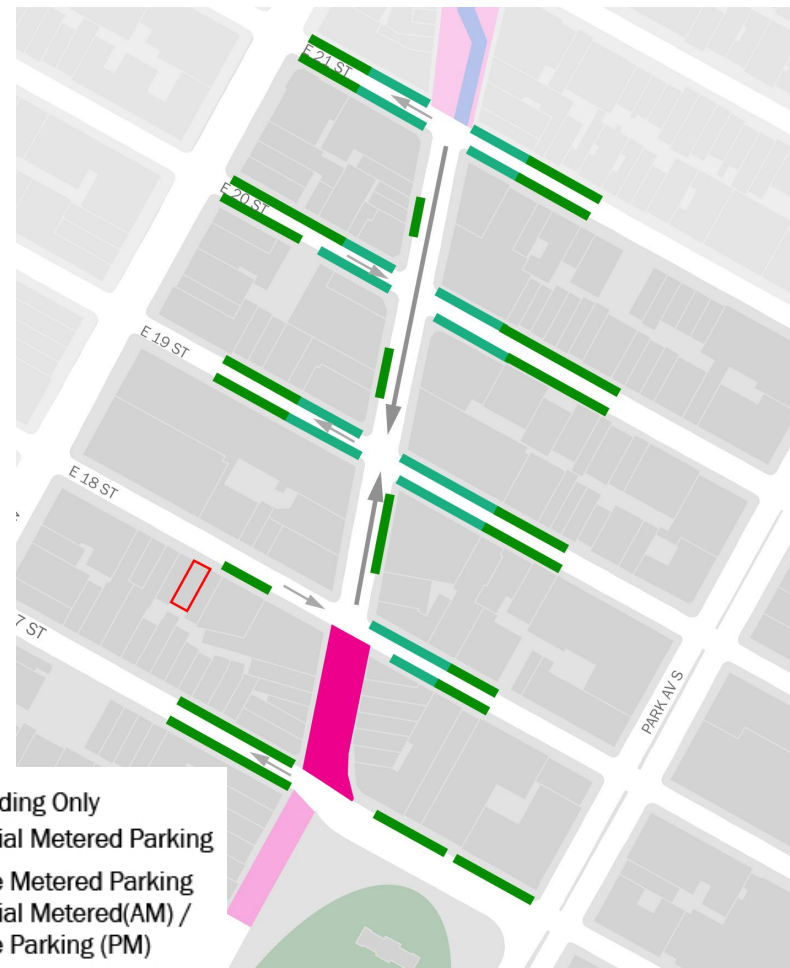 E 21 ST
E 20 ST
E 19 ST
E 18 ST
7 ST
PARK AV S
ding Only
ial Metered Parking
e Metered Parking
ial Metered(AM) /
e Parking (PM)